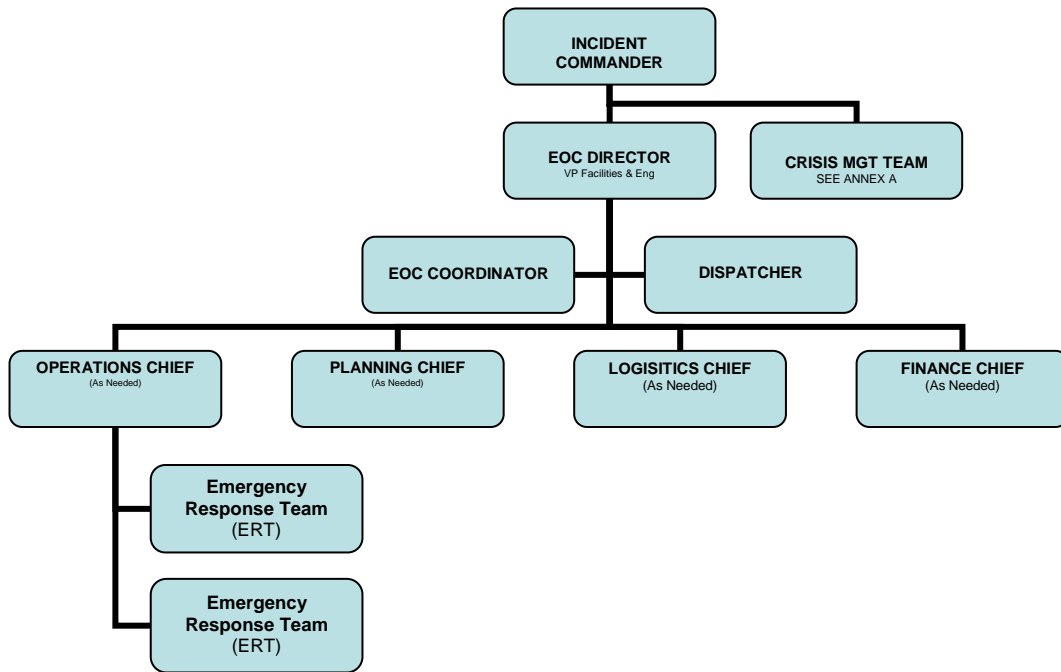 INCIDENT
COMMANDER
EOC DIRECTOR
VP Facilities & Eng
CRISIS MGT TEAM
SEE ANNEX A
EOC COORDINATOR
DISPATCHER
OPERATIONS CHIEF
(As Needed)
PLANNING CHIEF
(As Needed)
LOGISITICS CHIEF
(As Needed)
FINANCE CHIEF
(As Needed)
Emergency
Response Team
(ERT)
Emergency
Response Team
(ERT)